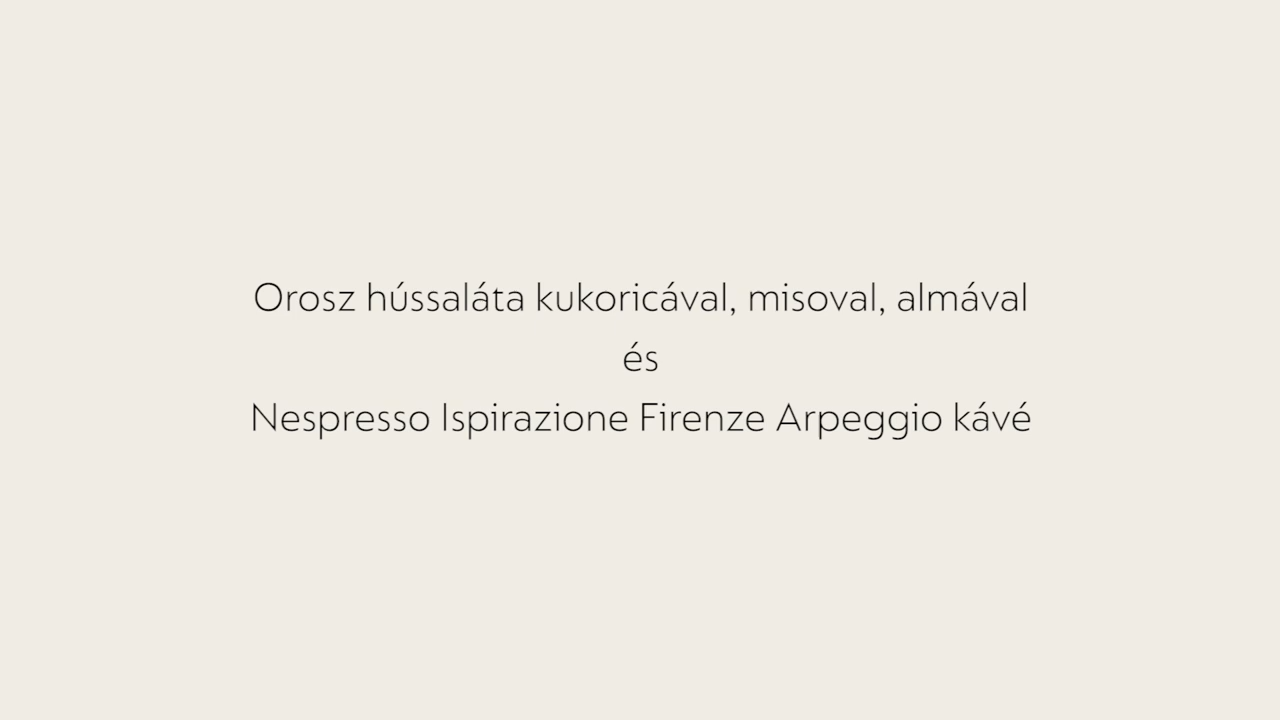 Orosz hússaláta kukoricával, misoval, almával
és
Nespresso Ispirazione Firenze Arpeggio kávé